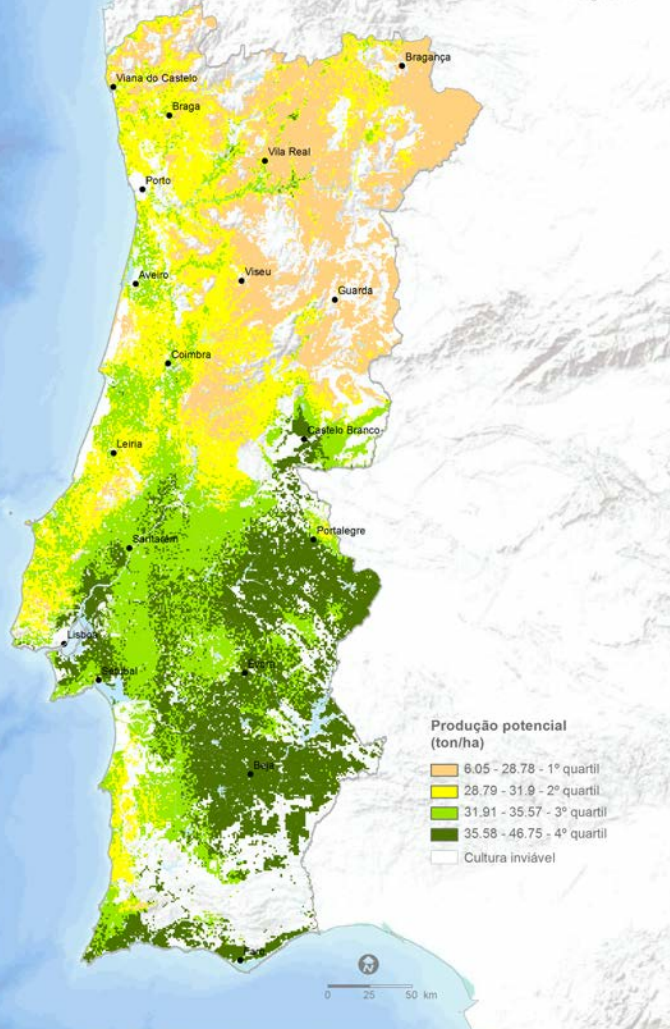 Bragança
Viana do Castelo
Braga
Vila Real
Porto
Aveiro
Viseu
Guarda
Coimbra
Castelo Branco
Leiria
Portalegre
Santarém
Lisboa
Setúbal
Évora
Beja
Faro
Produção potencial
(ton/ha)
6.05 - 28.78 - 1º quartil
28.79 - 31.9 - 2º quartil
31.91 - 35.57 - 3º quartil
35.58 - 46.75 - 4º quartil
Cultura inviável
N
0 25 50 km